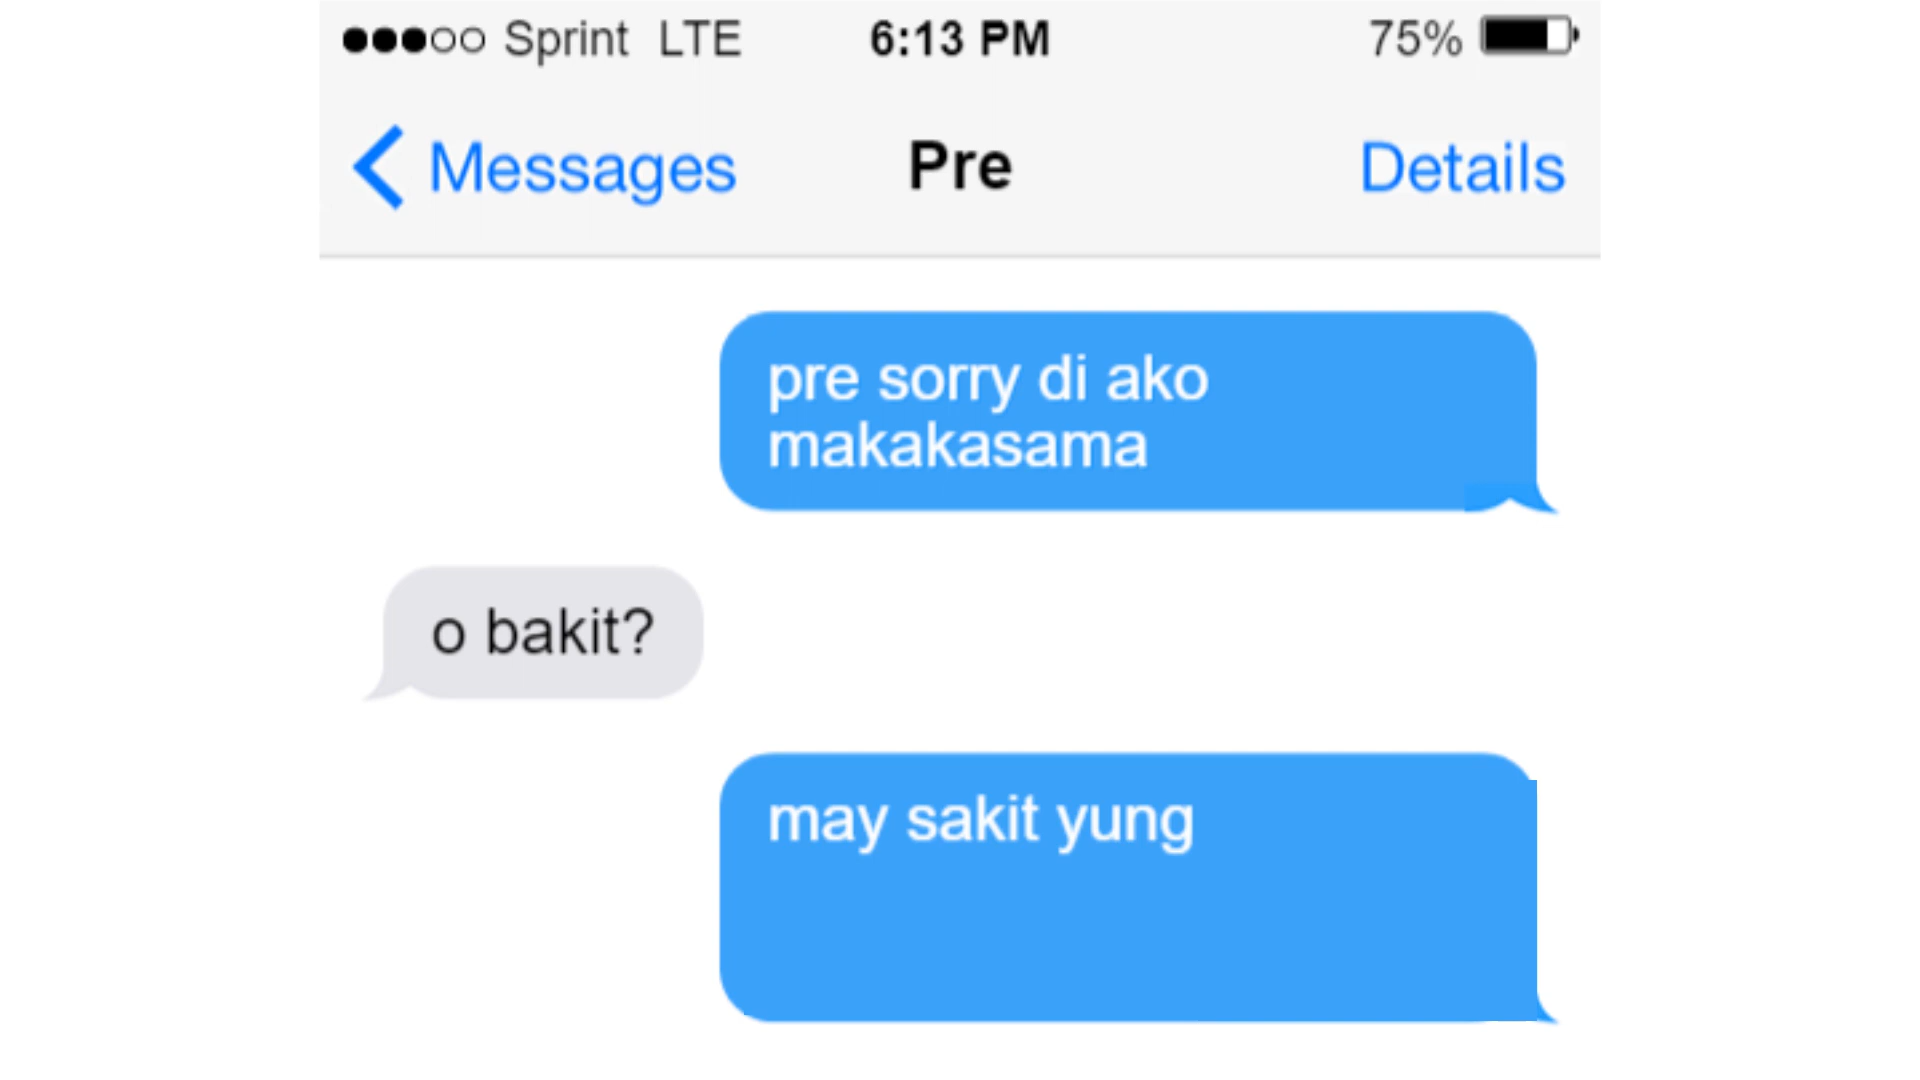 Sprint LTE 6:13 PM 75%
Messages Pre Details
pre sorry di ako
makakasama
o bakit?
may sakit yung